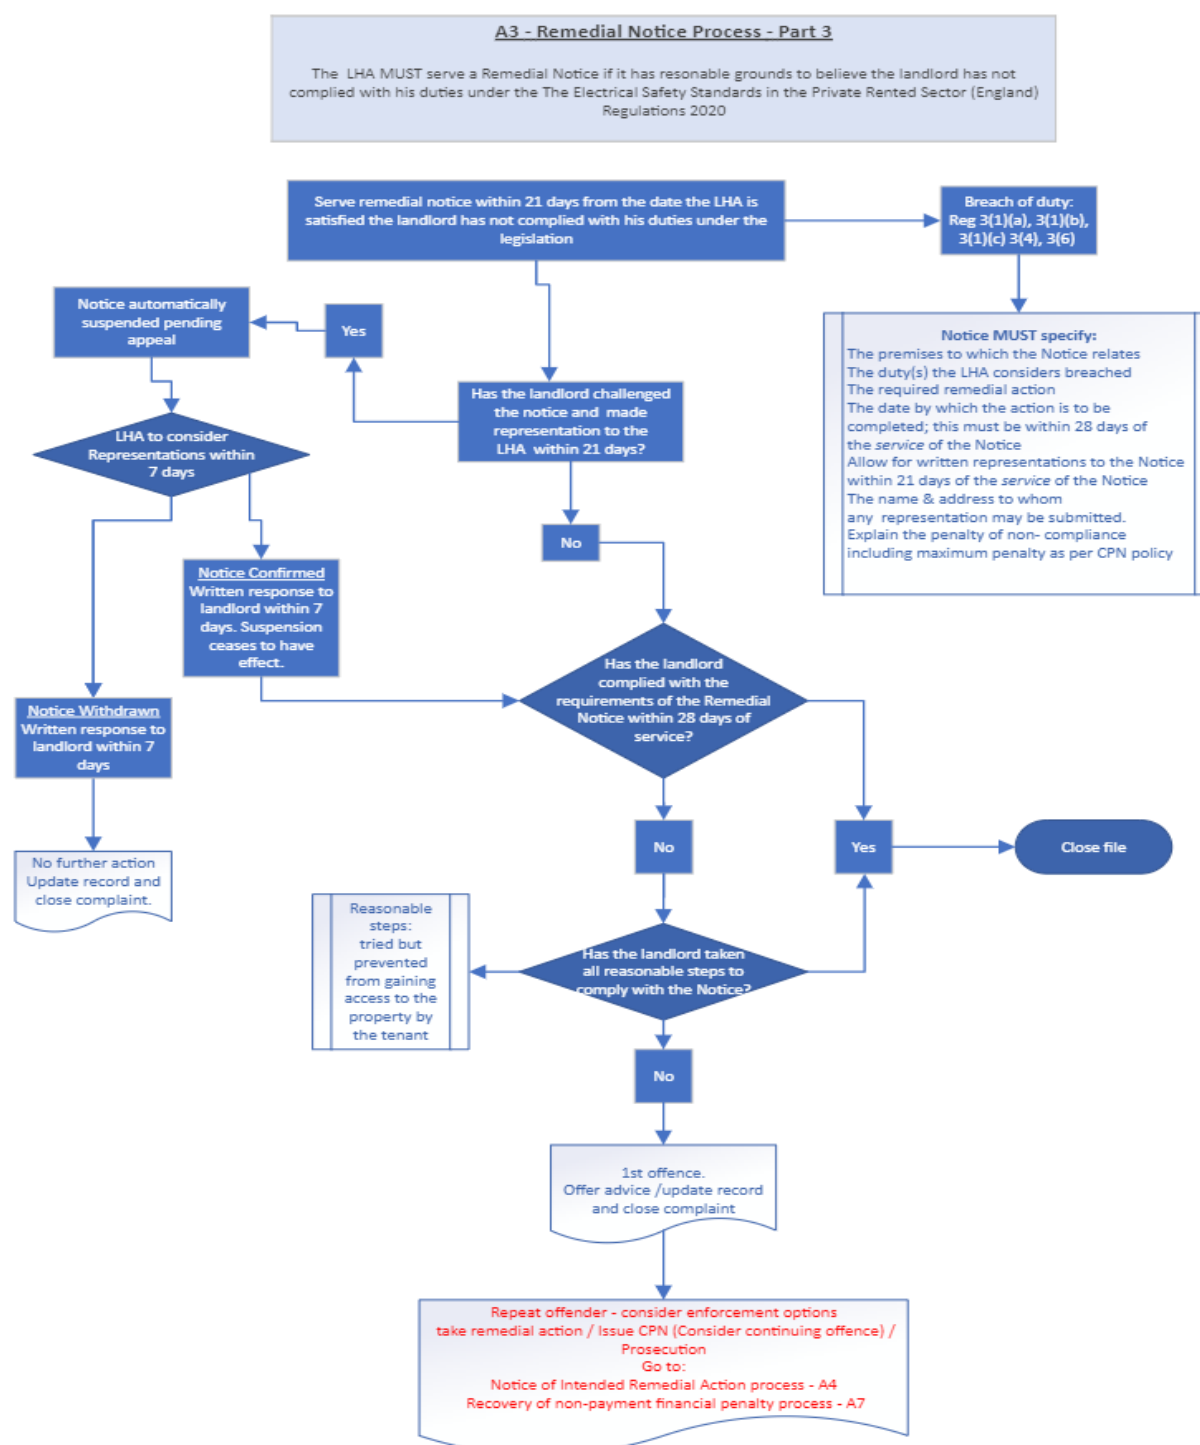 A3 - Remedial Notice Process - Part 3
The LHA MUST serve a Remedial Notice if it has resonable grounds to believe the landlord has not
complied with his duties under the The Electrical Safety Standards in the Private Rented Sector (England)
Regulations 2020
Serve remedial notice within 21 days from the date the LHA is
satisfied the landlord has not complied with his duties under the
legislation
Breach of duty:
Reg 3(1)(a), 3(1)(b),
3(1)(c) 3(4), 3(6)
Notice automatically
suspended pending
appeal
Yes
Has the landlord challenged
the notice and made
representation to the
LHA within 21 days?
Notice MUST specify:
The premises to which the Notice relates
The duty(s) the LHA considers breached
The required remedial action
The date by which the action is to be
completed; this must be within 28 days of
the service of the Notice
Allow for written representations to the Notice
within 21 days of the service of the Notice
The name & address to whom
any representation may be submitted.
Explain the penalty of non- compliance
including maximum penalty as per CPN policy
LHA to consider
Representations within
7 days
No
Notice Confirmed
Written response to
landlord within 7
days. Suspension
ceases to have
effect.
Has the landlord
complied with the
requirements of the Remedial
Notice within 28 days of
service?
Notice Withdrawn
Written response to
landlord within 7
days
No
Yes
Close file
No further action
Update record and
close complaint.
Reasonable
steps:
tried but
prevented
from gaining
access to the
property by
the tenant
Has the landlord taken
all reasonable steps to
comply with the Notice?
No
1st offence.
Offer advice /update record
and close complaint
Repeat offender - consider enforcement options
take remedial action / Issue CPN (Consider continuing offence) /
Prosecution
Go to:
Notice of Intended Remedial Action process - A4
Recovery of non-payment financial penalty process - A7